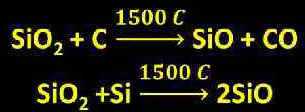 SiO₂ + C 1500 C → SiO + CO
SiO₂ +Si 1500 C → 2SiO